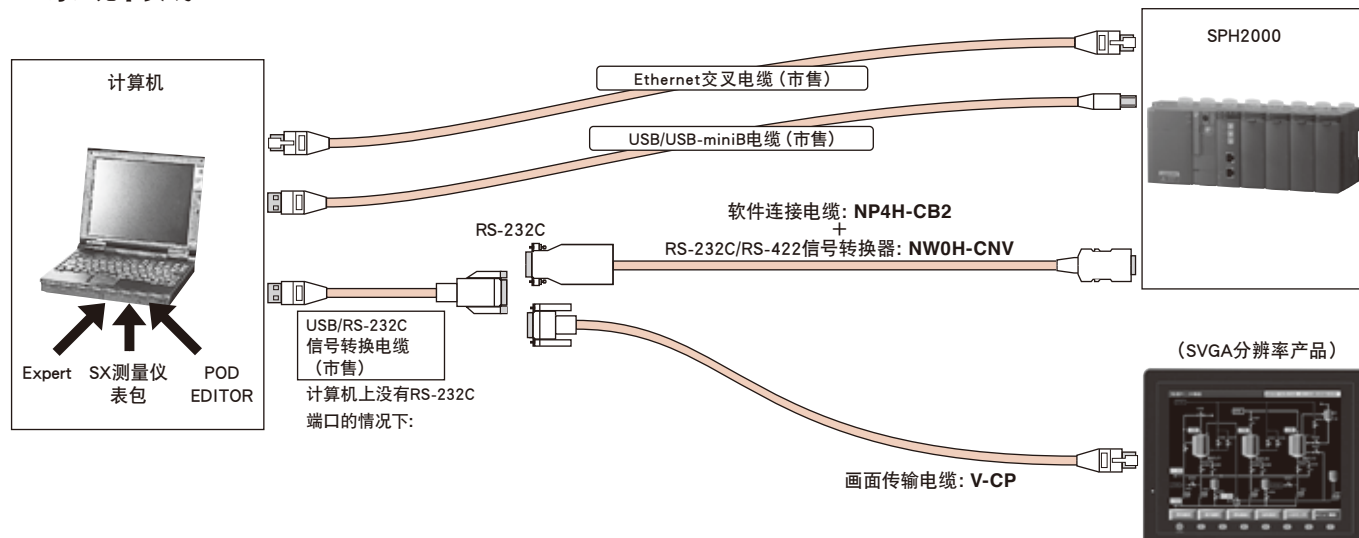 计算机
SPH2000
Ethernet交叉电缆（市售）
USB/USB-miniB电缆（市售）
软件连接电缆: NP4H-CB2
+
RS-232C
RS-232C/RS-422信号转换器: NW0H-CNV
USB/RS-232C
信号转换电缆
（市售）
计算机上没有RS-232C
端口的情况下:
Expert
SX测量仪
表包
POD
EDITOR
（SVGA分辨率产品）
画面传输电缆: V-CP